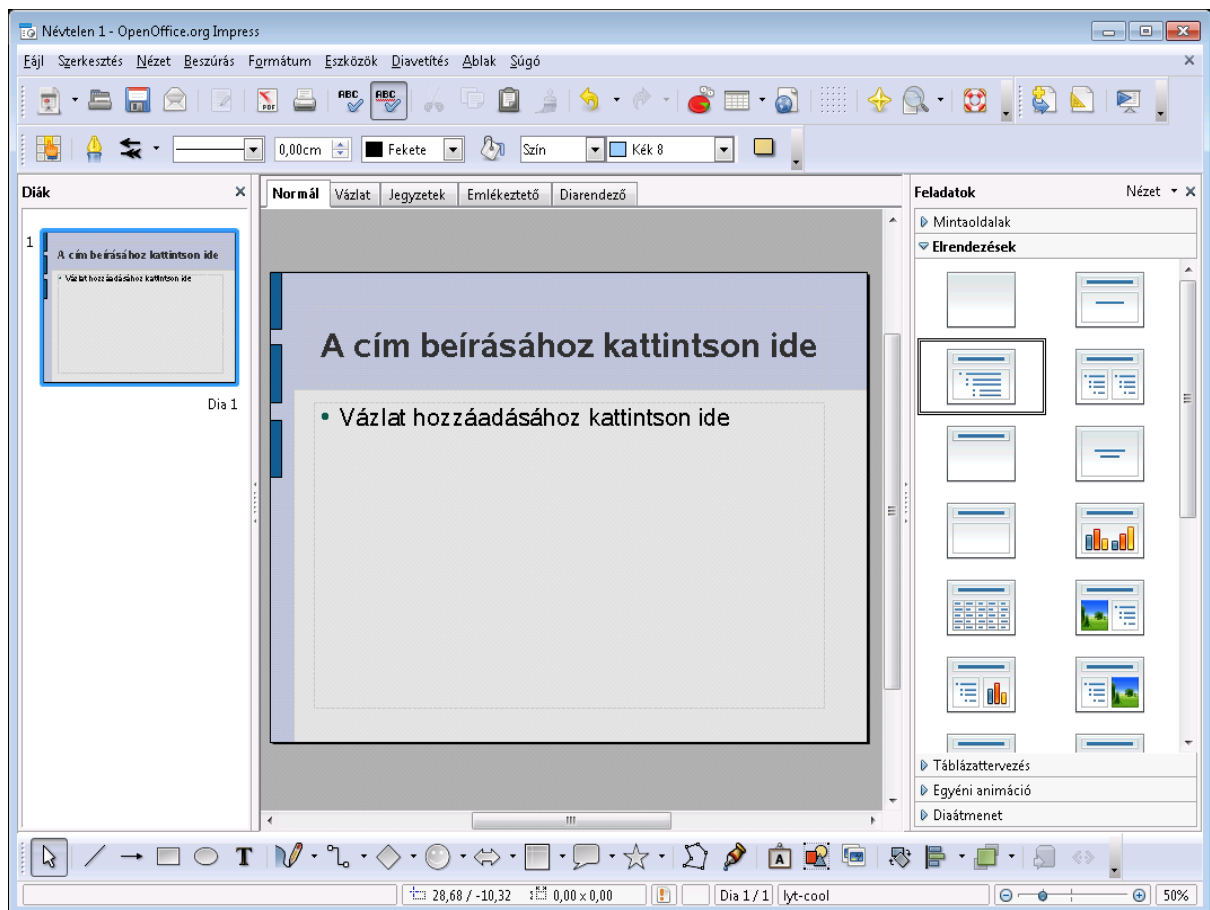 Névtelen 1 - OpenOffice.org Impress
Fájl Szerkesztés Nézet Beszúrás Formátum Eszközök Diavetítés Ablak Súgó
PDF ABC ABC
0,00cm Fekete Szín Kék 8
Diák
Normál Vázlat Jegyzetek Emlékeztető Diarendező
Feladatok Nézet
1
A cím beírásához kattintson ide
Vázlat hozzáadásához kattintson ide
Dia 1
A cím beírásához kattintson ide
• Vázlat hozzáadásához kattintson ide
Mintaoldalak
Elrendezések
Táblázattervezés
Egyéni animáció
Diaátmenet
T A
28,68 / -10,32 0,00 x 0,00 Dia 1 / 1 lyt-cool 50%